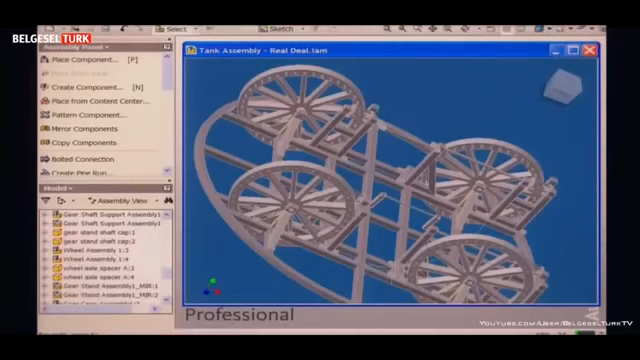 BELGESEL TURK
Select
Sketch
Assembly Panel
Tank Assembly - Real Deal.iam
Place Component... [P]
Create Component... [N]
Place from Content Center...
Pattern Component...
Mirror Components
Copy Components
Bolted Connection
Create Pipe Run...
Model
Assembly View
Gear Shaft Support Assembly1
Gear Shaft Support Assembly1
gear stand shaft cap:1
gear stand shaft cap:2
Wheel Assembly 1:3
Wheel Assembly 1:4
wheel axle spacer A:3
wheel axle spacer A:4
Gear Stand Assembly1_MIR:1
Gear Stand Assembly1_MIR:2
Professional
Youtube.com/User/BelgeselTurkTV